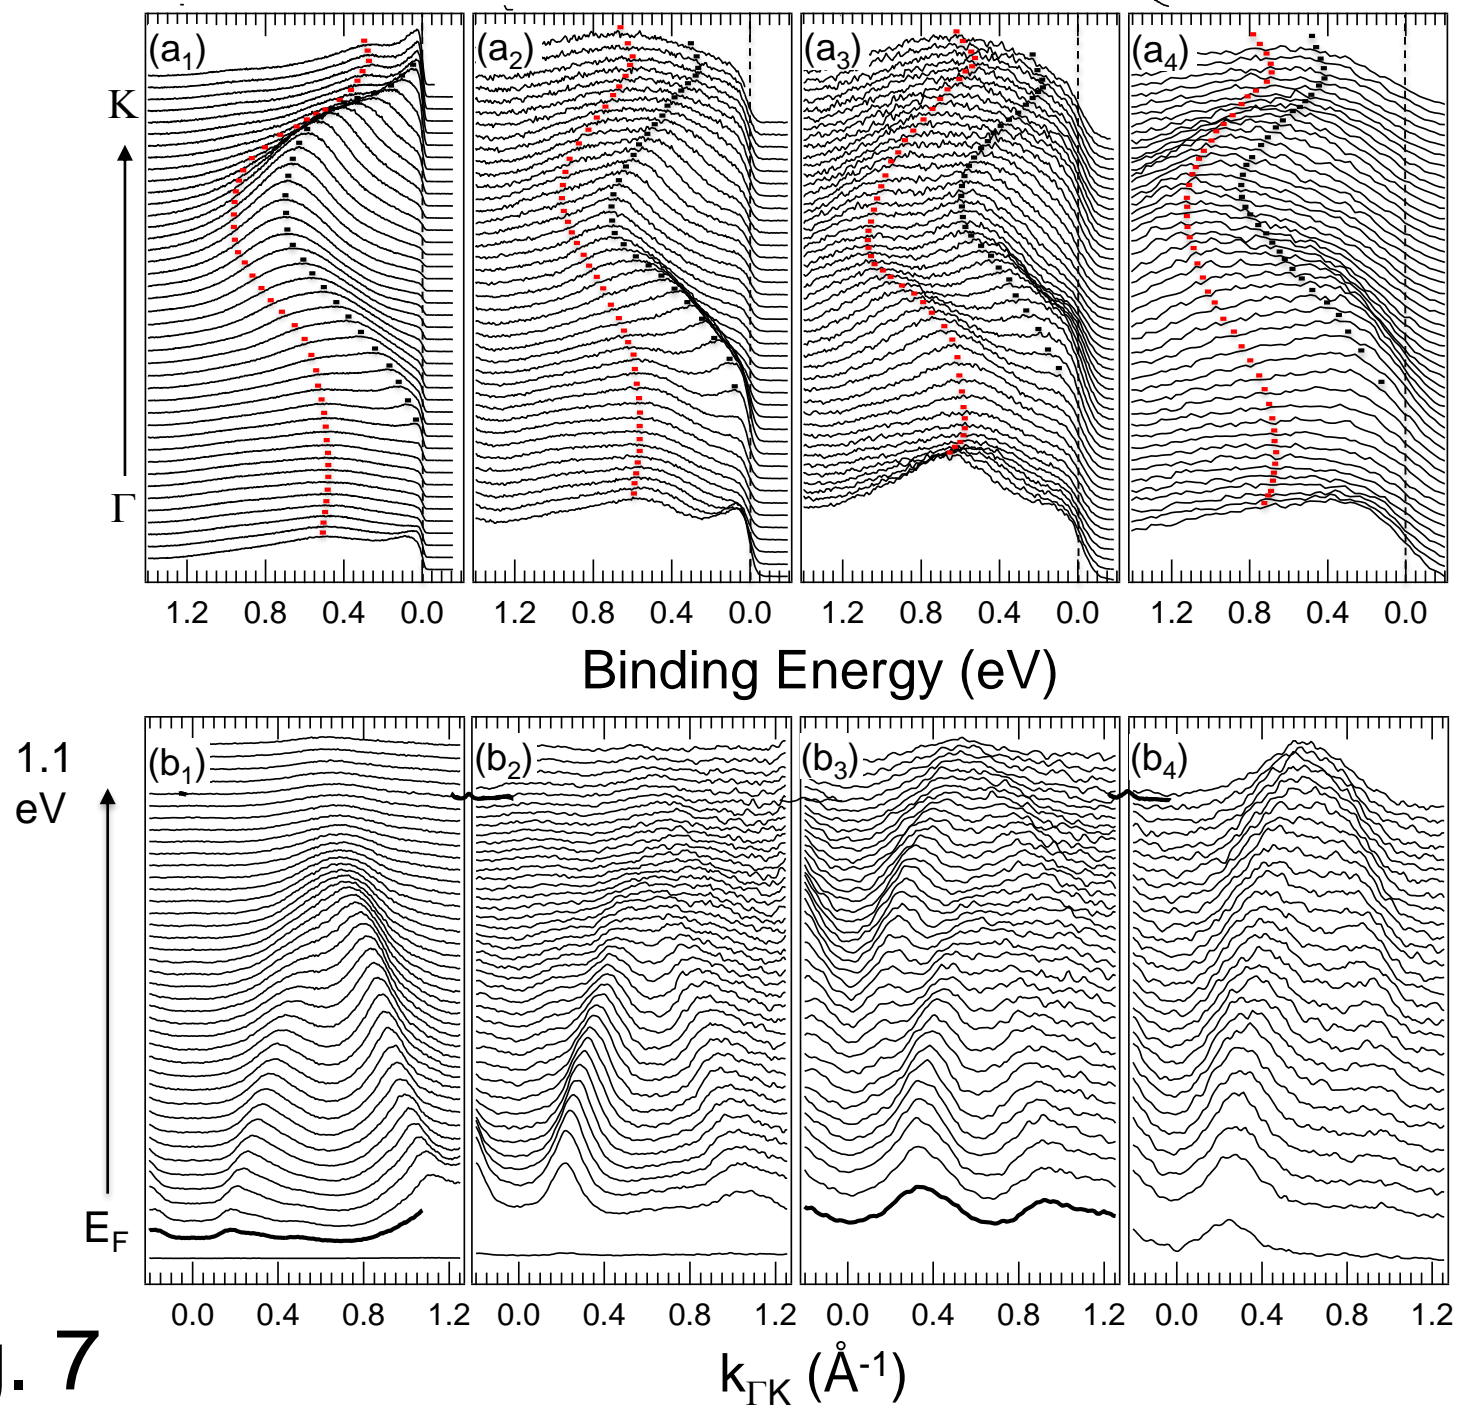 (a1) (a2) (a3) (a4)
K
Γ
1.2 0.8 0.4 0.0 1.2 0.8 0.4 0.0 1.2 0.8 0.4 0.0 1.2 0.8 0.4 0.0
Binding Energy (eV)
1.1
eV
(b1) (b2) (b3) (b4)
EF
0.0 0.4 0.8 1.2 0.0 0.4 0.8 1.2 0.0 0.4 0.8 1.2 0.0 0.4 0.8 1.2
. 7
kΓK (Å-1)